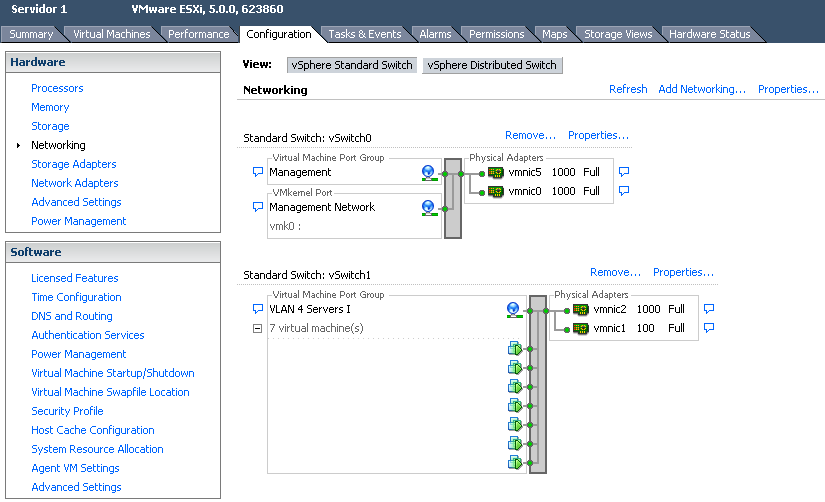 Servidor 1 VMware ESXi, 5.0.0, 623860
Summary Virtual Machines Performance Configuration Tasks & Events Alarms Permissions Maps Storage Views Hardware Status
Hardware
Processors
Memory
Storage
Networking
Storage Adapters
Network Adapters
Advanced Settings
Power Management
Software
Licensed Features
Time Configuration
DNS and Routing
Authentication Services
Power Management
Virtual Machine Startup/Shutdown
Virtual Machine Swapfile Location
Security Profile
Host Cache Configuration
System Resource Allocation
Agent VM Settings
Advanced Settings
View: vSphere Standard Switch vSphere Distributed Switch
Networking Refresh Add Networking... Properties...
Standard Switch: vSwitch0 Remove... Properties...
Virtual Machine Port Group
Management
VMkernel Port
Management Network
vmk0 :
Physical Adapters
vmnic5 1000 Full
vmnic0 1000 Full
Standard Switch: vSwitch1 Remove... Properties...
Virtual Machine Port Group
VLAN 4 Servers I
7 virtual machine(s)
Physical Adapters
vmnic2 1000 Full
vmnic1 100 Full